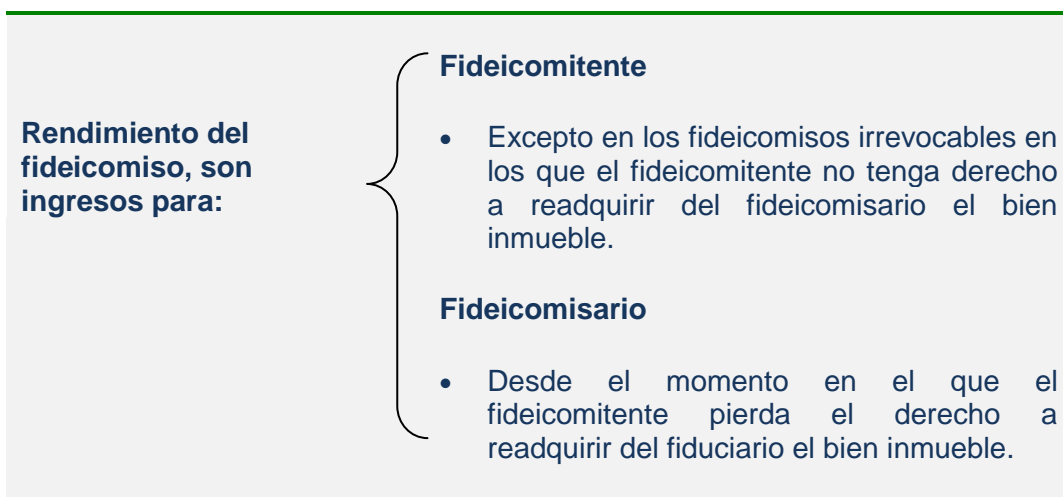 Fideicomitente
Rendimiento del
fideicomiso, son
ingresos para:
• Excepto en los fideicomisos irrevocables en
los que el fideicomitente no tenga derecho
a readquirir del fideicomisario el bien
inmueble.
Fideicomisario
• Desde el momento en el que el
fideicomitente pierda el derecho a
readquirir del fiduciario el bien inmueble.